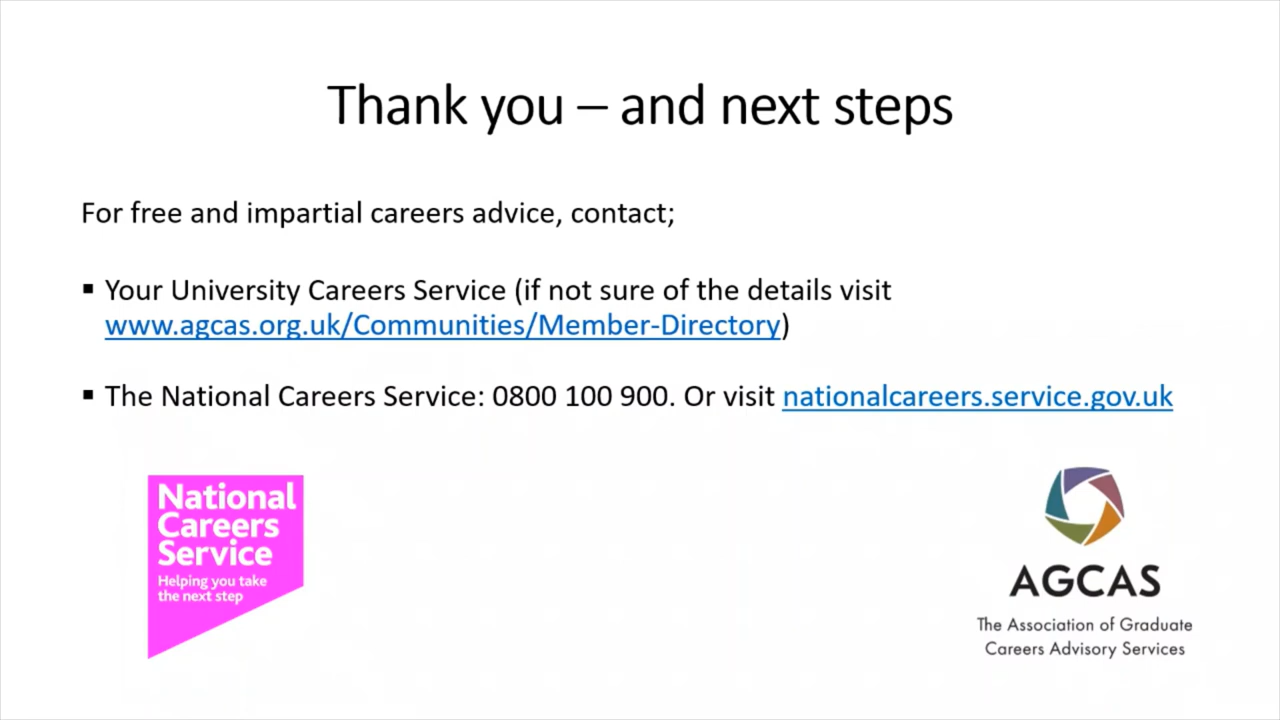 Thank you – and next steps
For free and impartial careers advice, contact;
▪ Your University Careers Service (if not sure of the details visit
www.agcas.org.uk/Communities/Member-Directory)
▪ The National Careers Service: 0800 100 900. Or visit nationalcareers.service.gov.uk
National
Careers
Service
Helping you take
the next step
AGCAS
The Association of Graduate
Careers Advisory Services